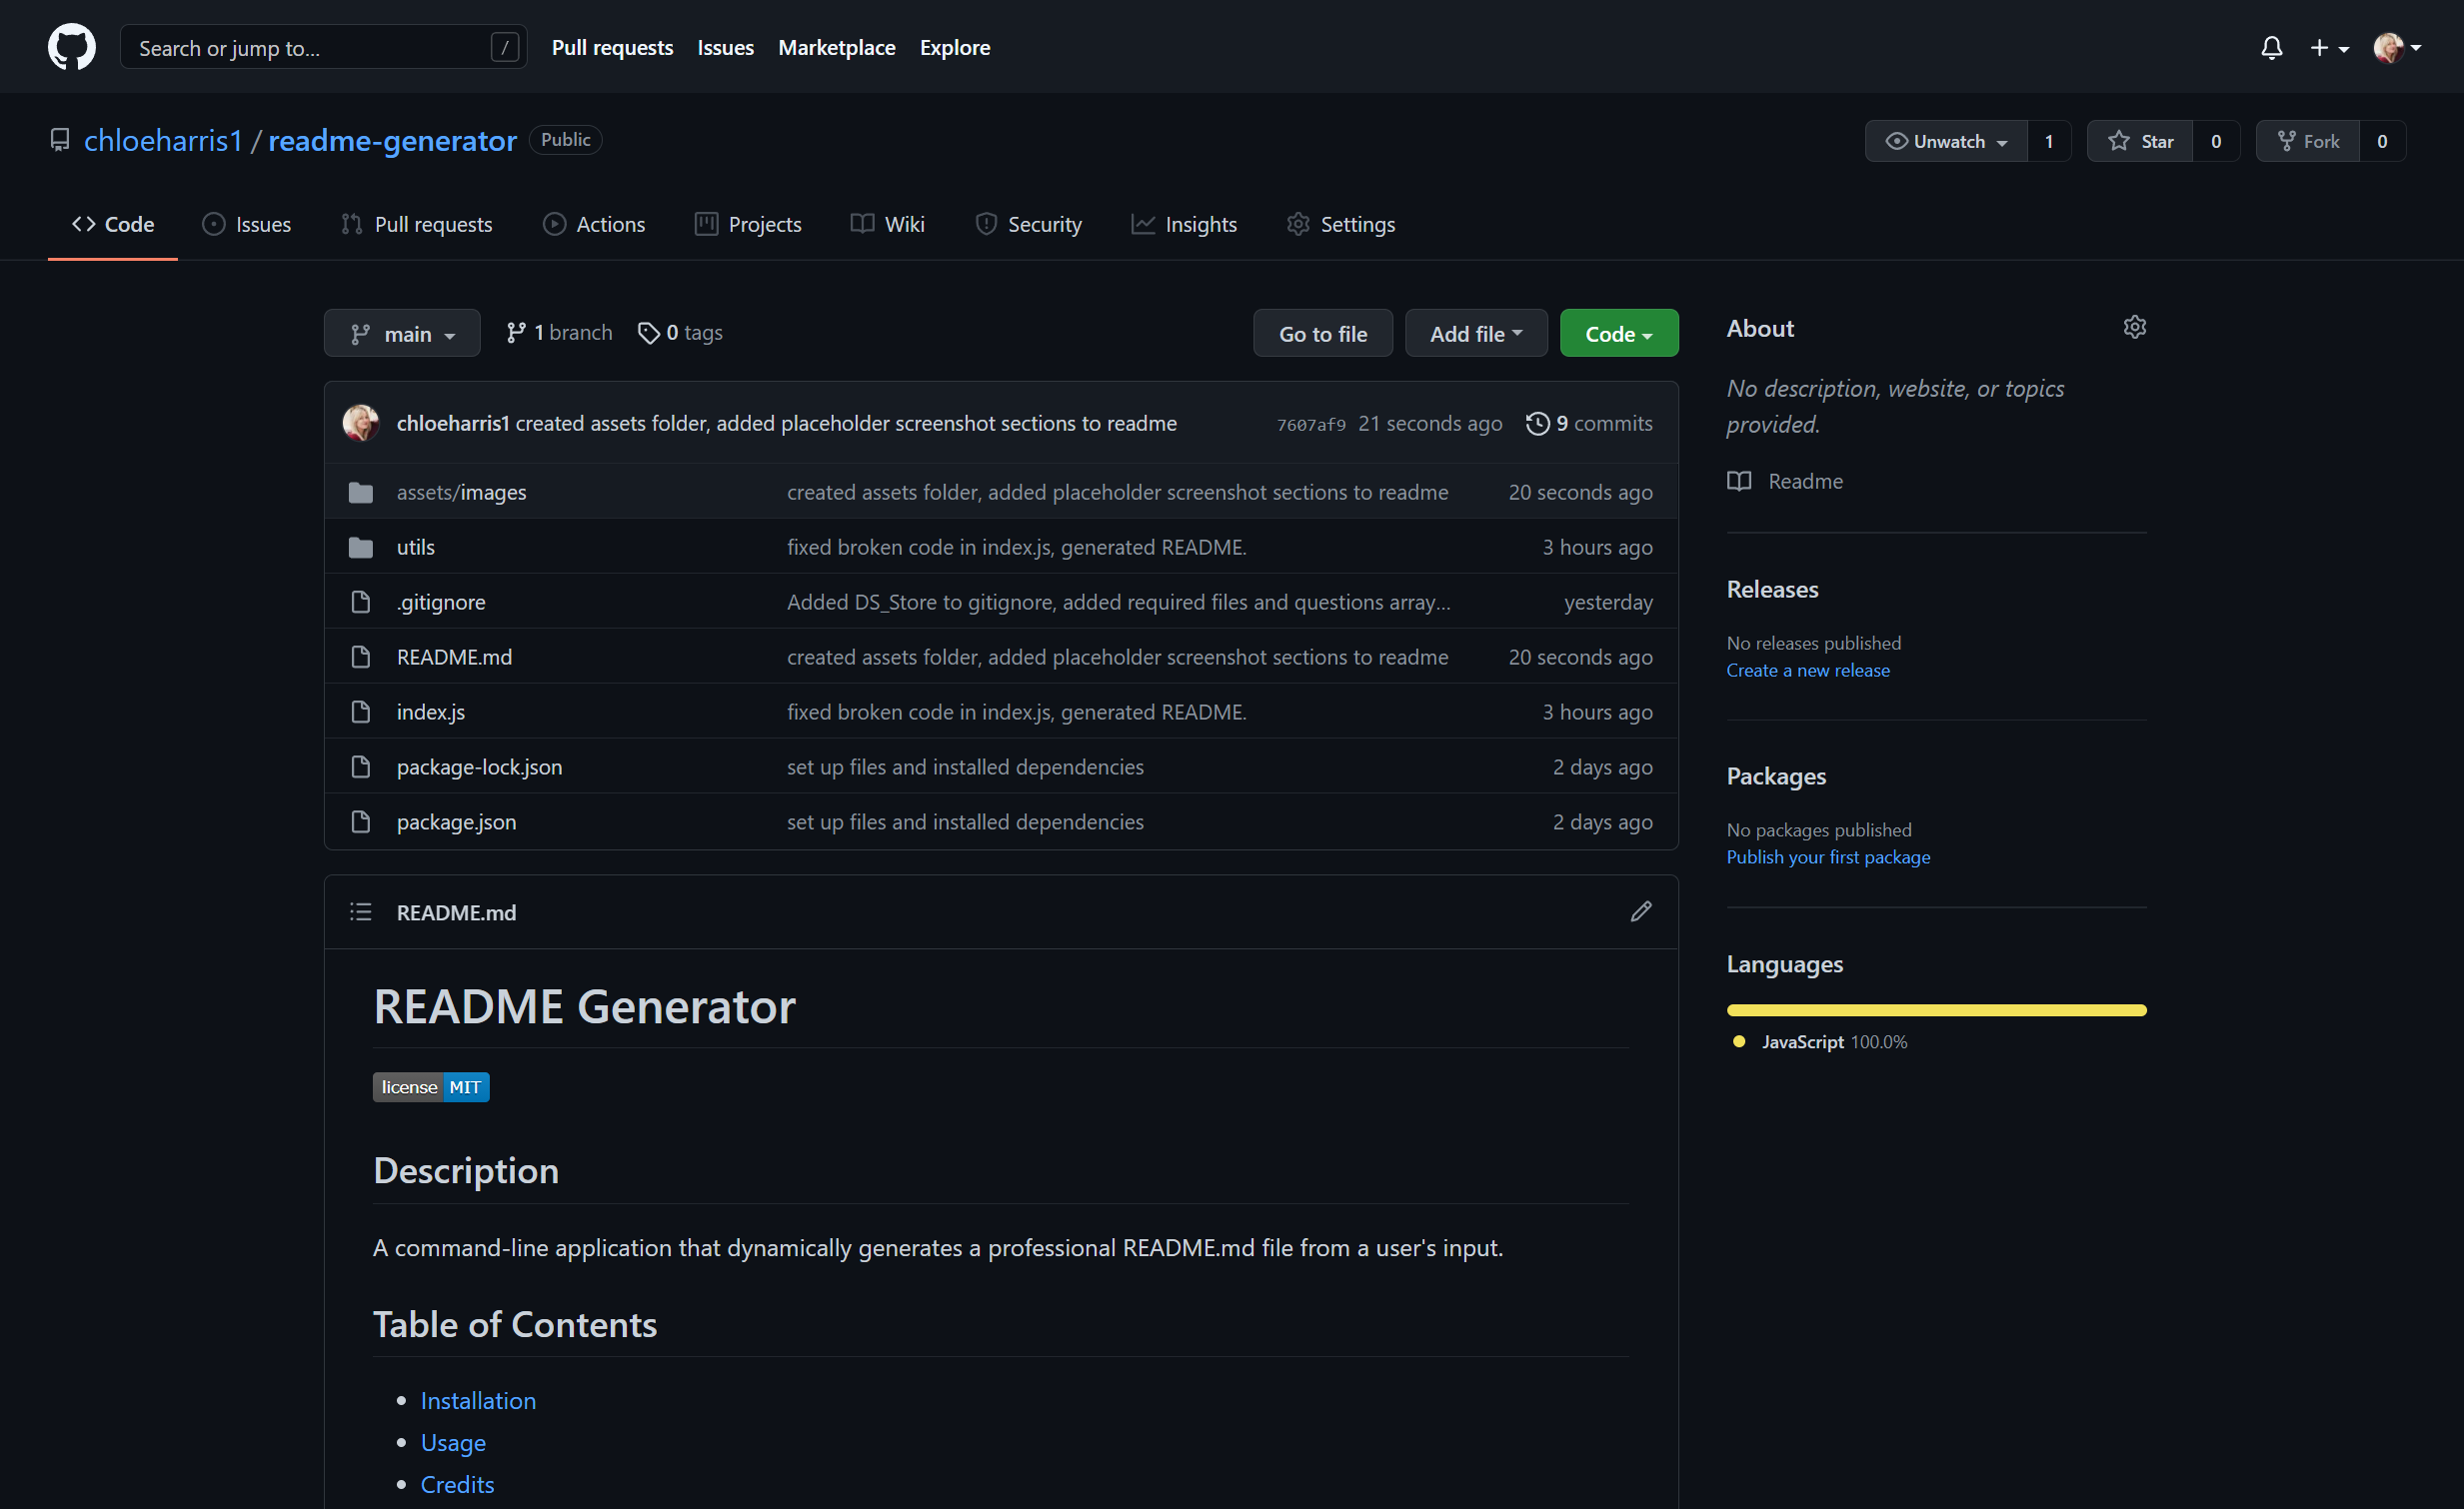 Search or jump to... /
Pull requests Issues Marketplace Explore
chloeharris1 / readme-generator Public
Unwatch 1 Star 0 Fork 0
Code Issues Pull requests Actions Projects Wiki Security Insights Settings
main 1 branch 0 tags Go to file Add file Code
chloeharris1 created assets folder, added placeholder screenshot sections to readme 7607af9 21 seconds ago 9 commits
assets/images created assets folder, added placeholder screenshot sections to readme 20 seconds ago
utils fixed broken code in index.js, generated README. 3 hours ago
.gitignore Added DS_Store to gitignore, added required files and questions array... yesterday
README.md created assets folder, added placeholder screenshot sections to readme 20 seconds ago
index.js fixed broken code in index.js, generated README. 3 hours ago
package-lock.json set up files and installed dependencies 2 days ago
package.json set up files and installed dependencies 2 days ago
README.md
README Generator
license MIT
Description
A command-line application that dynamically generates a professional README.md file from a user's input.
Table of Contents
Installation
Usage
Credits
About
No description, website, or topics
provided.
Readme
Releases
No releases published
Create a new release
Packages
No packages published
Publish your first package
Languages
JavaScript 100.0%